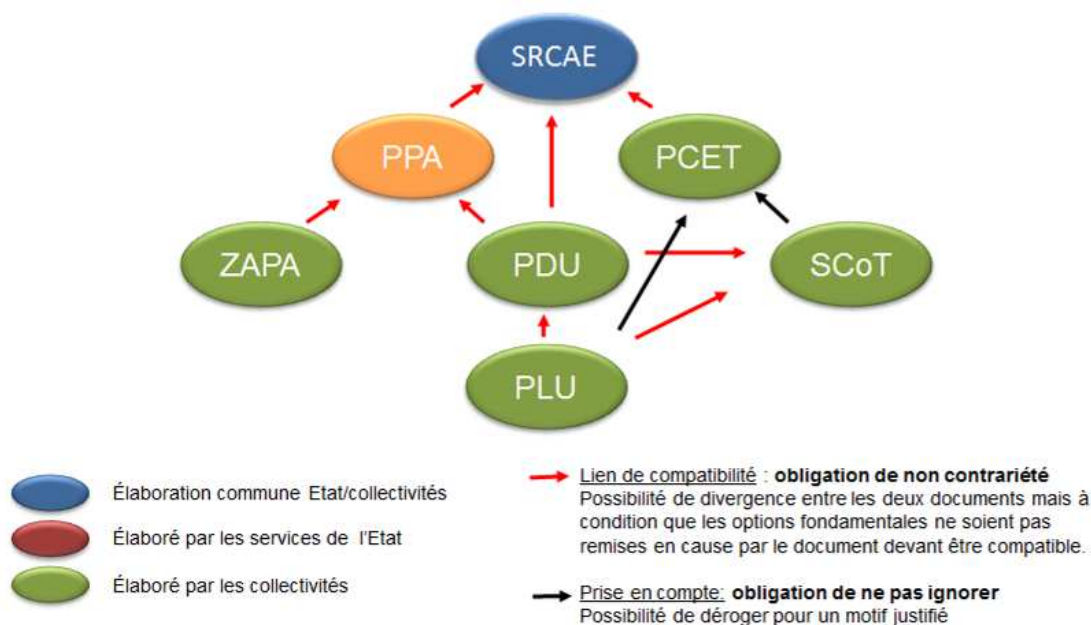 SRCAE
PPA
PCET
ZAPA
PDU
SCoT
PLU
Élaboration commune Etat/collectivités
Élaboré par les services de l'Etat
Élaboré par les collectivités
Lien de compatibilité : obligation de non contrariété
Possibilité de divergence entre les deux documents mais à
condition que les options fondamentales ne soient pas
remises en cause par le document devant être compatible.
Prise en compte: obligation de ne pas ignorer
Possibilité de déroger pour un motif justifié